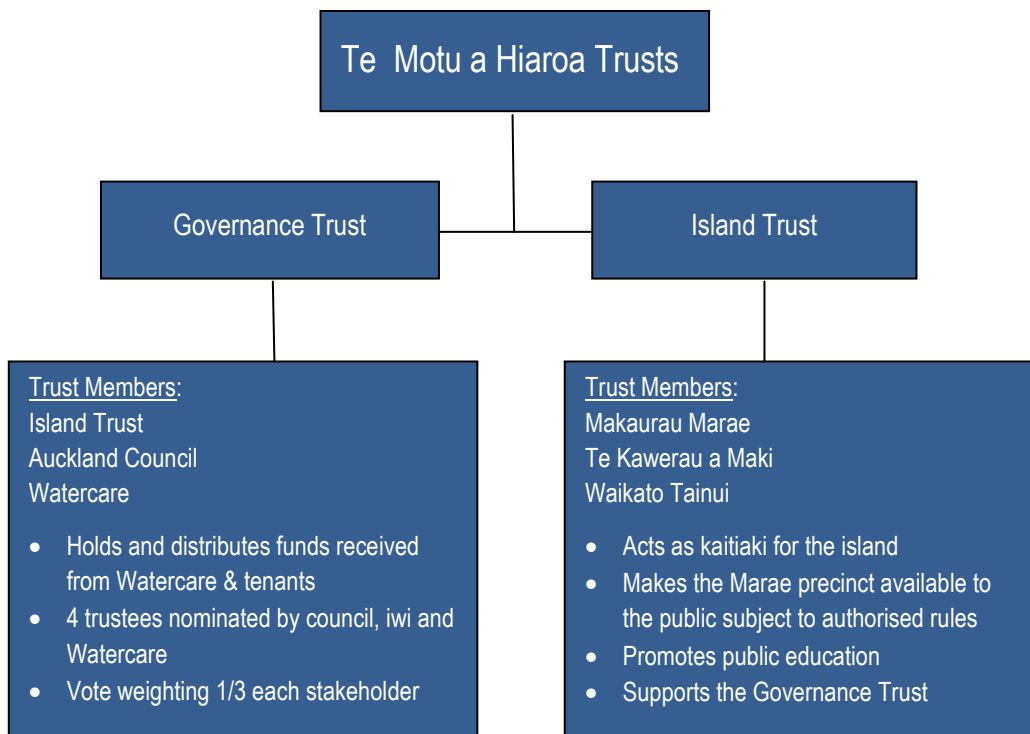 Te Motu a Hiaroa Trusts
Governance Trust
Island Trust
Trust Members:
Island Trust
Auckland Council
Watercare
• Holds and distributes funds received
from Watercare & tenants
• 4 trustees nominated by council, iwi and
Watercare
• Vote weighting 1/3 each stakeholder
Trust Members:
Makaurau Marae
Te Kawerau a Maki
Waikato Tainui
• Acts as kaitiaki for the island
• Makes the Marae precinct available to
the public subject to authorised rules
• Promotes public education
• Supports the Governance Trust